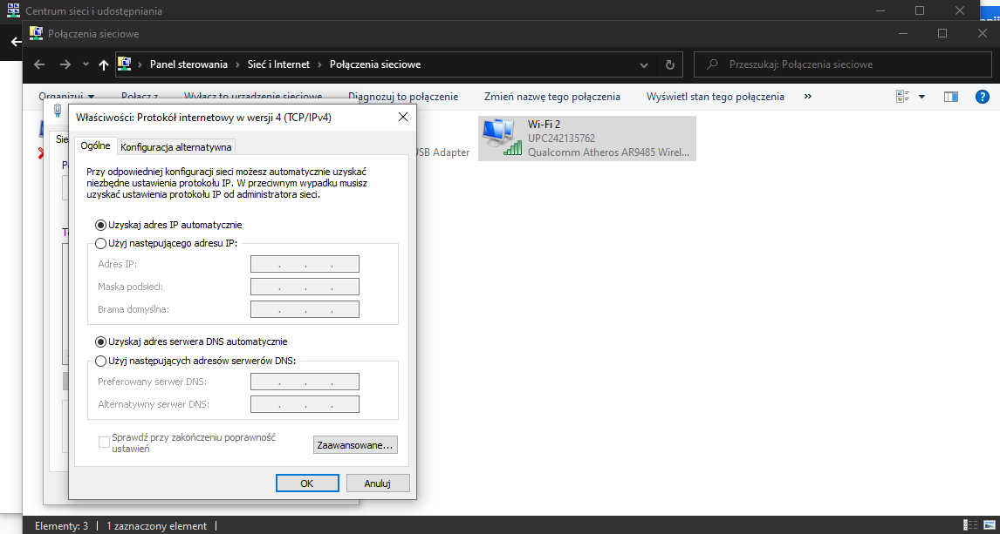 Centrum sieci i udostępniania
Połączenia sieciowe
Panel sterowania › Sieć i Internet › Połączenia sieciowe
Przeszukaj: Połączenia sieciowe
Organizuj
Połącz z
Wyłącz to urządzenie sieciowe
Diagnozuj to połączenie
Zmień nazwę tego połączenia
Wyświetl stan tego połączenia
»
Właściwości: Protokół internetowy w wersji 4 (TCP/IPv4)
Sie
Ogólne
Konfiguracja alternatywna
Wi-Fi 2
UPC242135762
Qualcomm Atheros AR9485 Wirel...
USB Adapter
Przy odpowiedniej konfiguracji sieci możesz automatycznie uzyskać
niezbędne ustawienia protokołu IP. W przeciwnym wypadku musisz
uzyskać ustawienia protokołu IP od administratora sieci.
Uzyskaj adres IP automatycznie
Użyj następującego adresu IP:
Adres IP:
Maska podsieci:
Brama domyślna:
Uzyskaj adres serwera DNS automatycznie
Użyj następujących adresów serwerów DNS:
Preferowany serwer DNS:
Alternatywny serwer DNS:
Sprawdź przy zakończeniu poprawność
ustawień
Zaawansowane...
OK
Anuluj
Elementy: 3
1 zaznaczony element